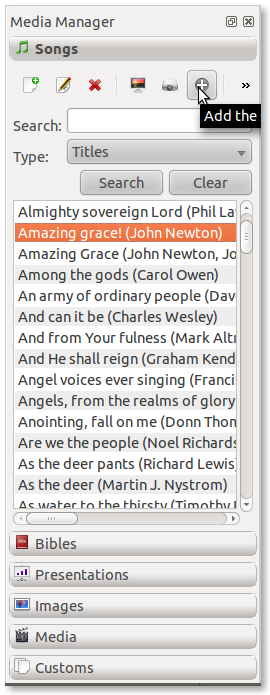 Media Manager
Songs
»
Add the
Search:
Type: Titles
Search Clear
Almighty sovereign Lord (Phil La
Amazing grace! (John Newton)
Amazing Grace (John Newton, Jo
Among the gods (Carol Owen)
An army of ordinary people (Dav
And can it be (Charles Wesley)
And from Your fulness (Mark Altr
And He shall reign (Graham Kend
Angel voices ever singing (Franci
Angels, from the realms of glory
Anointing, fall on me (Donn Thon
Are we the people (Noel Richards
As the deer pants (Richard Lewis)
As the deer (Martin J. Nystrom)
As water to the thirsty (Timothy
Bibles
Presentations
Images
Media
Customs